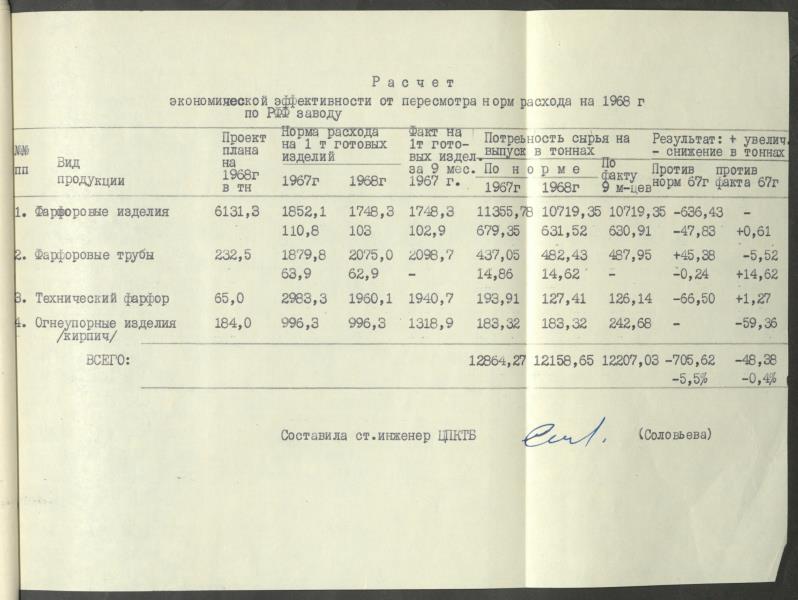 Расчет
экономической эффективности от пересмотра норм расхода на 1968 г
по РФФ заводу
№№ пп Вид продукции Проект плана на 1968г в тн Норма расхода на 1 т готовых изделий Факт на 1т гото- вых издел. за 9 мес. 1967 г. Потребность сырья на выпуск в тоннах Результат: + увелич. - снижение в тоннах
1967г 1968г По норме 1967г 1968г По факту 9 м-цев Против норм 67г против факта 67г
1. Фарфоровые изделия 6131,3 1852,1 1748,3 1748,3 11355,78 10719,35 10719,35 -636,43 -
110,8 103 102,9 679,35 631,52 630,91 -47,83 +0,61
2. Фарфоровые трубы 232,5 1879,8 2075,0 2098,7 437,05 482,43 487,95 +45,38 -5,52
63,9 62,9 - 14,86 14,62 - -0,24 +14,62
3. Технический фарфор 65,0 2983,3 1960,1 1940,7 193,91 127,41 126,14 -66,50 +1,27
4. Огнеупорные изделия 184,0 996,3 996,3 1318,9 183,32 183,32 242,68 - -59,36
/кирпич/
ВСЕГО: 12864,27 12158,65 12207,03 -705,62 -48,38
-5,5% -0,4%
Составила ст.инженер ЦПКТБ (Соловьева)